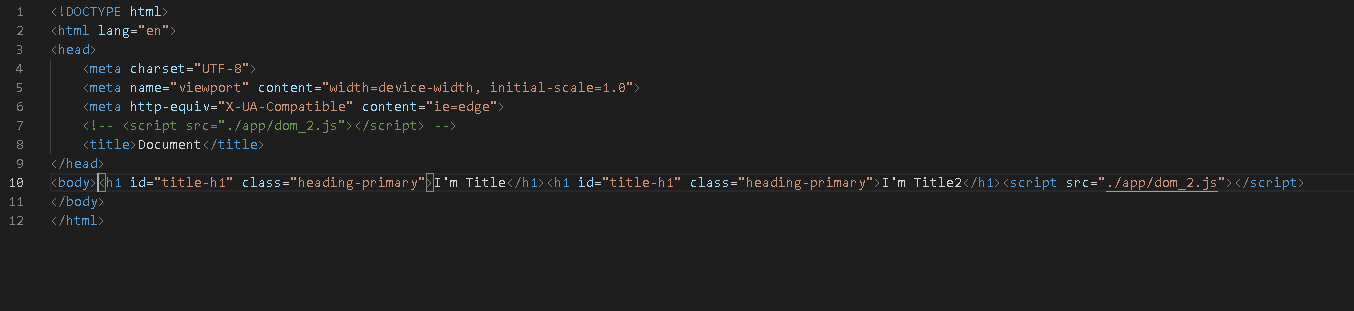 1 <!DOCTYPE html>
2 <html lang="en">
3 <head>
4     <meta charset="UTF-8">
5     <meta name="viewport" content="width=device-width, initial-scale=1.0">
6     <meta http-equiv="X-UA-Compatible" content="ie=edge">
7     <!-- <script src="./app/dom_2.js"></script> -->
8     <title>Document</title>
9 </head>
10 <body><h1 id="title-h1" class="heading-primary">I'm Title</h1><h1 id="title-h1" class="heading-primary">I'm Title2</h1><script src="./app/dom_2.js"></script>
11 </body>
12 </html>